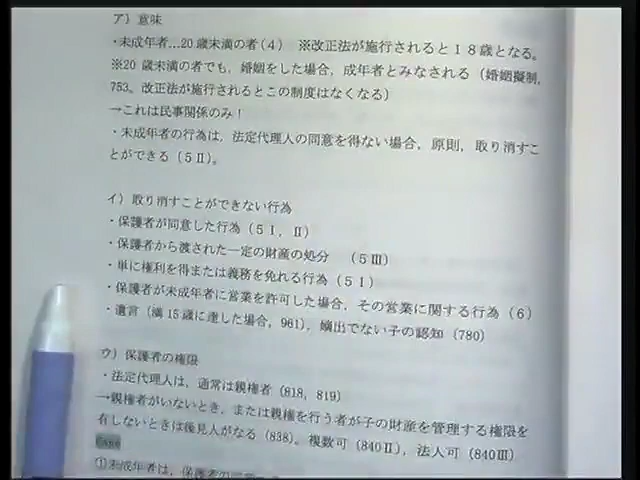 ア）意味
・未成年者…20歳未満の者（4） ※改正法が施行されると１８歳となる。
※20 歳未満の者でも，婚姻をした場合，成年者とみなされる（婚姻擬制，
753。改正法が施行されるとこの制度はなくなる）
→これは民事関係のみ！
・未成年者の行為は，法定代理人の同意を得ない場合，原則，取り消すこ
とができる（５Ⅱ）。
イ）取り消すことができない行為
・保護者が同意した行為（５Ⅰ，Ⅱ）
・保護者から渡された一定の財産の処分 （５Ⅲ）
・単に権利を得または義務を免れる行為（５Ⅰ）
・保護者が未成年者に営業を許可した場合，その営業に関する行為（6）
・遺言（満 15 歳に達した場合，961），嫡出でない子の認知（780）
ウ）保護者の権限
・法定代理人は，通常は親権者（818，819）
→親権者がいないとき，または親権を行う者が子の財産を管理する権限を
有しないときは後見人がなる（838）。複数可（840Ⅱ），法人可（840Ⅲ）
①未成年者は，保護者の同意